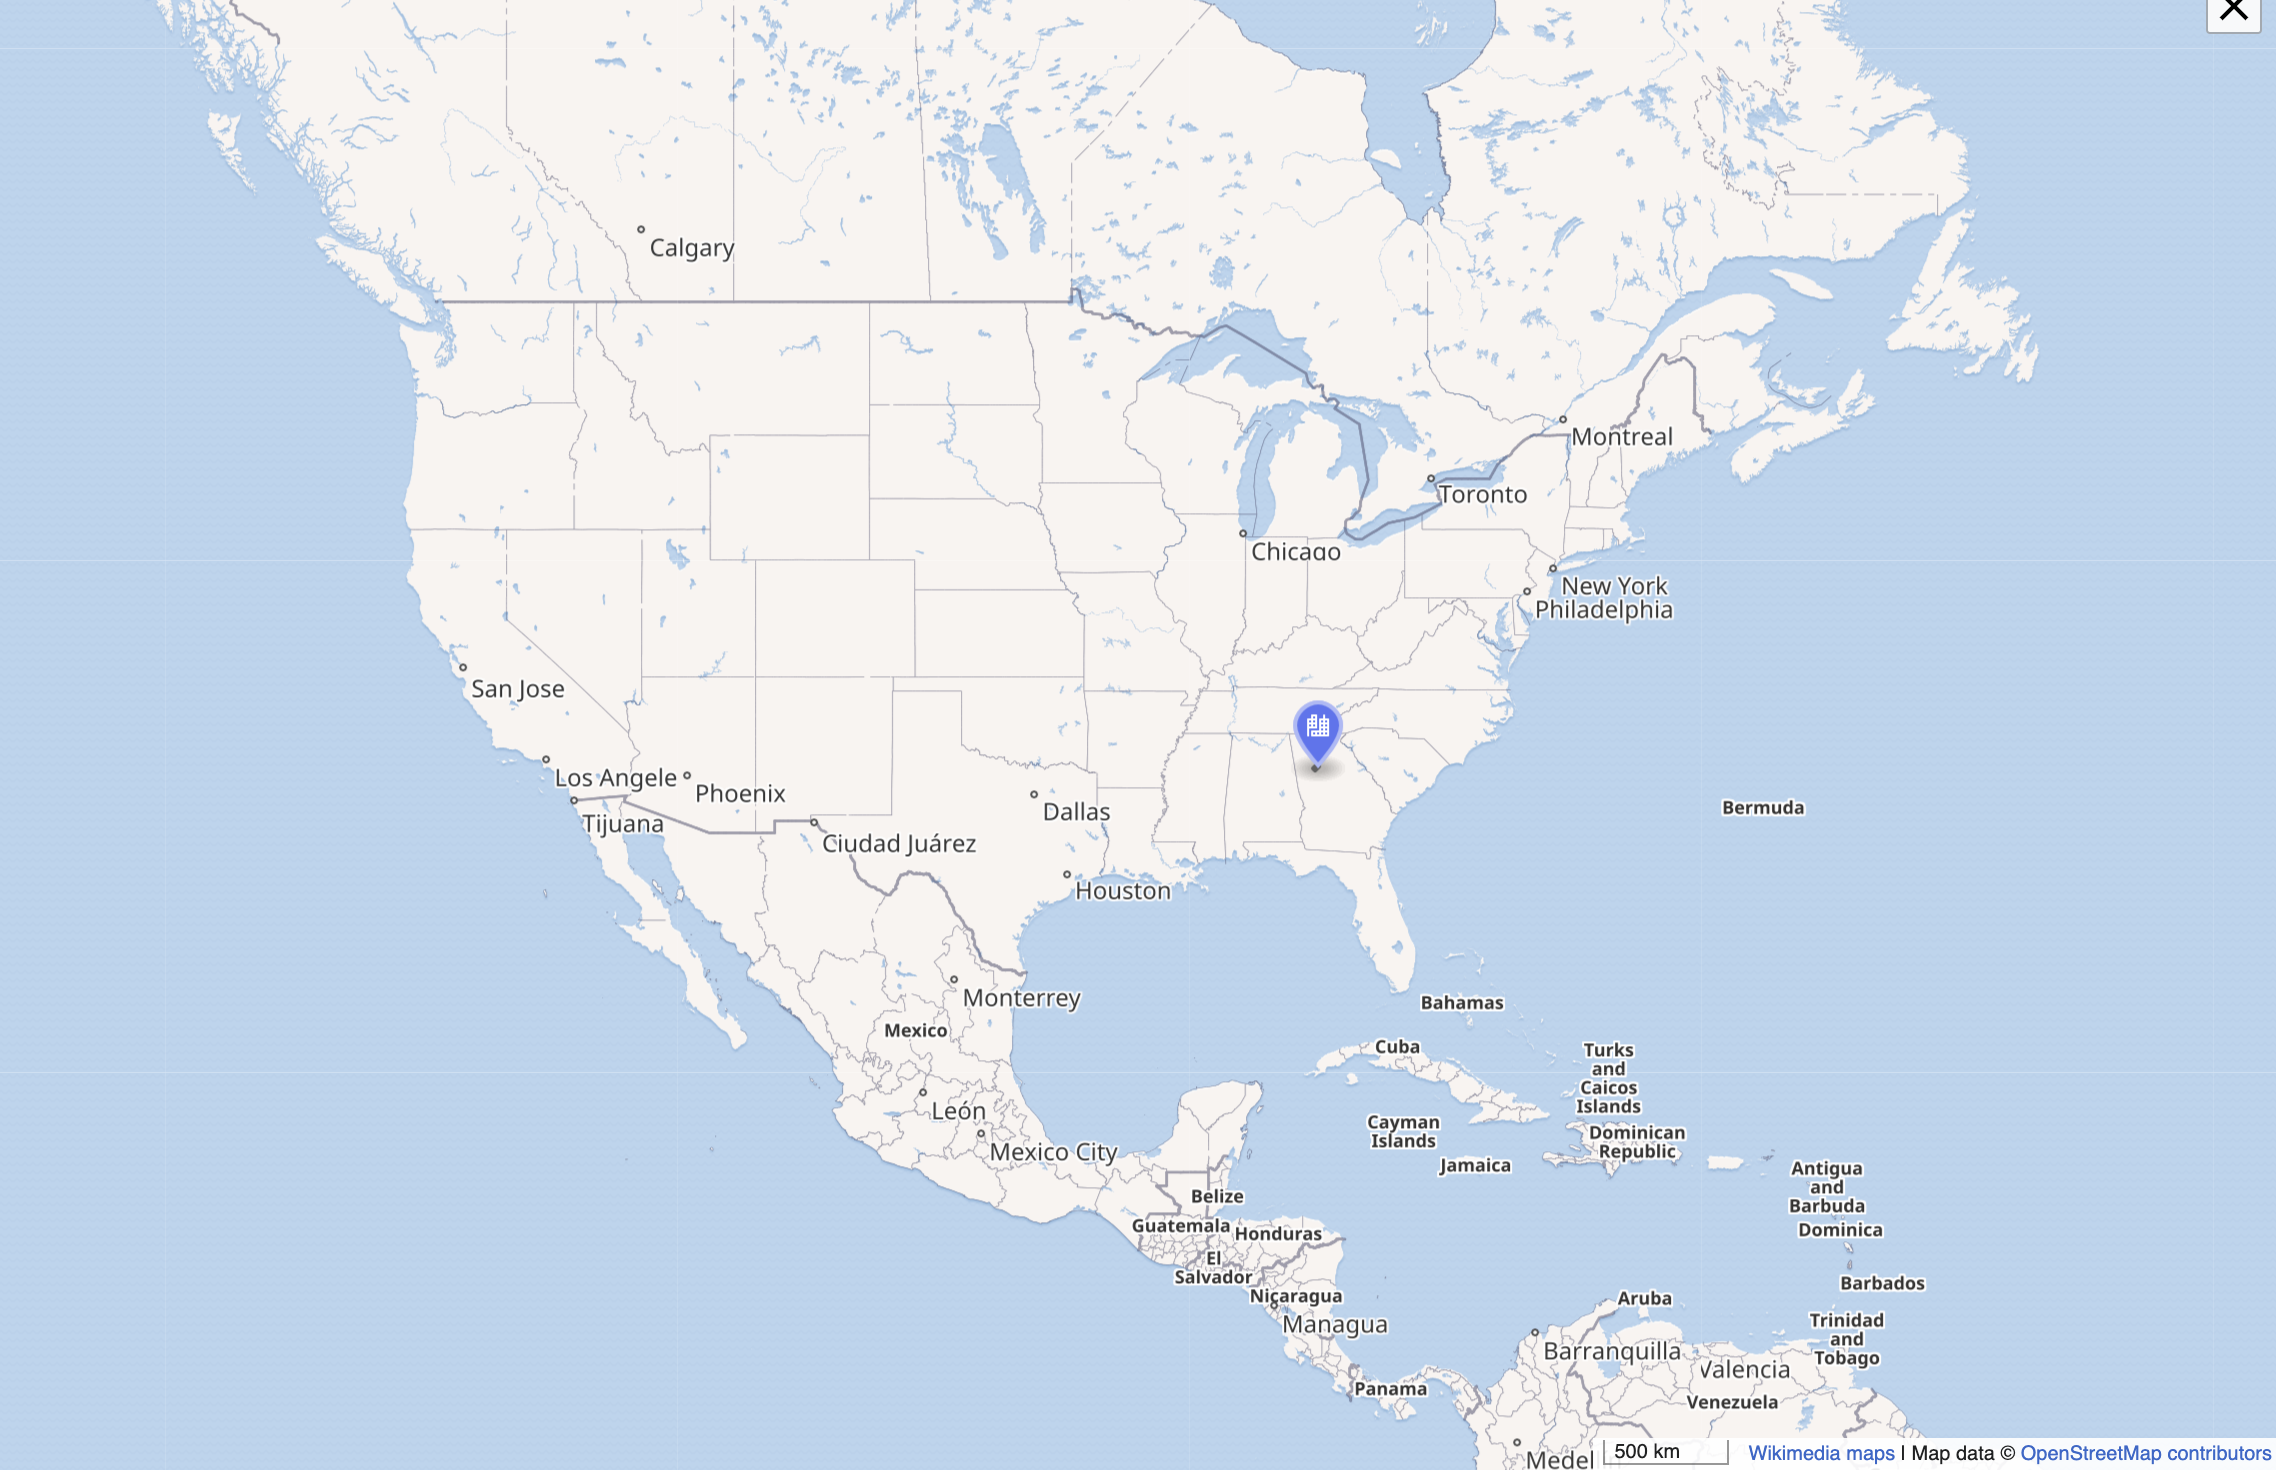 Calgary
Montreal
Toronto
Chicago
New York
Philadelphia
San Jose
Los Angele
Phoenix
Tijuana
Dallas
Ciudad Juárez
Houston
Bermuda
Monterrey
Bahamas
Mexico
Cuba
Turks
and
Caicos
Islands
León
Cayman
Islands
Dominican
Republic
Mexico City
Jamaica
Antigua
and
Barbuda
Belize
Guatemala
Honduras
Dominica
El
Salvador
Barbados
Nicaragua
Aruba
Managua
Trinidad
and
Tobago
Barranquilla
Valencia
Panama
Venezuela
Medel
500 km
Wikimedia maps | Map data © OpenStreetMap contributors